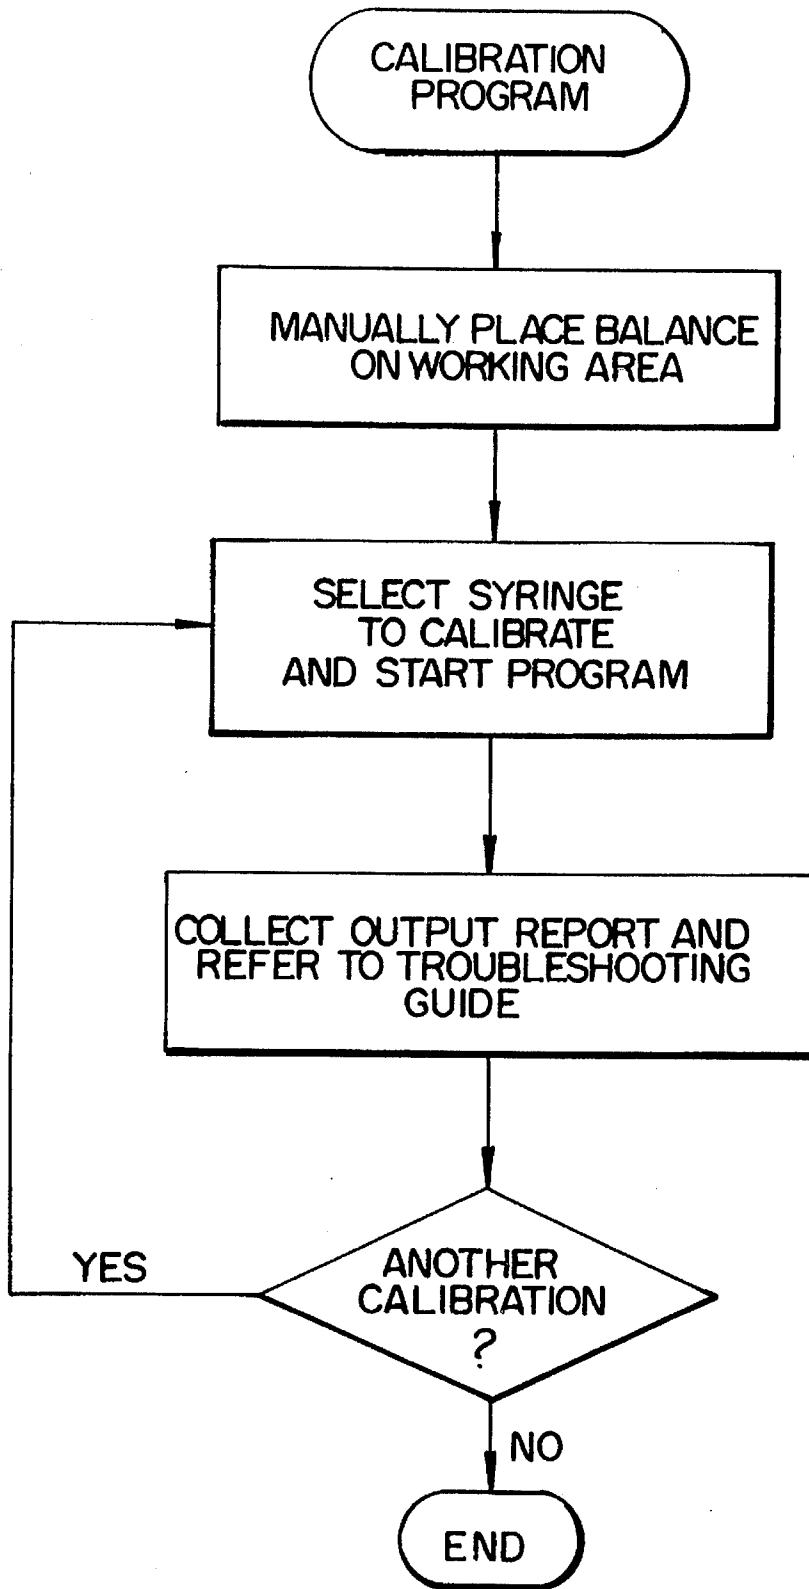 CALIBRATION
PROGRAM
MANUALLY PLACE BALANCE
ON WORKING AREA
SELECT SYRINGE
TO CALIBRATE
AND START PROGRAM
COLLECT OUTPUT REPORT AND
REFER TO TROUBLESHOOTING
GUIDE
YES
ANOTHER
CALIBRATION
?
NO
END